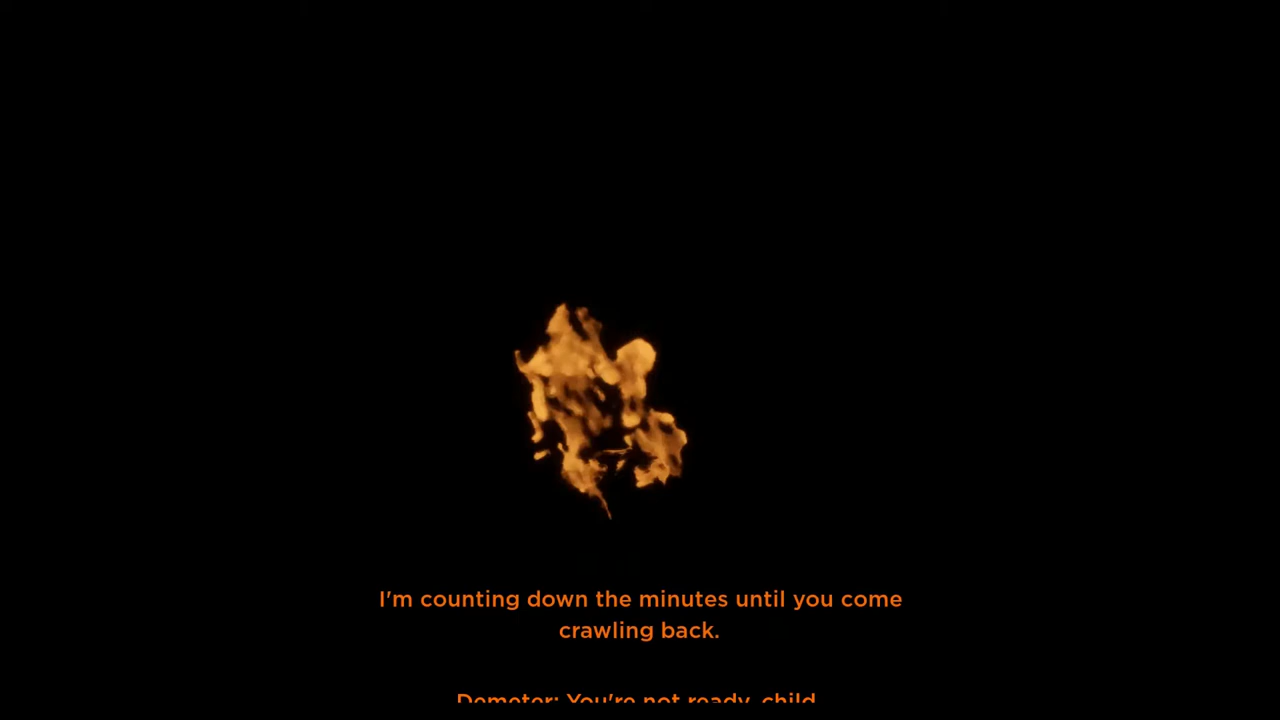 I'm counting down the minutes until you come
crawling back.
Demeter: You're not ready, child